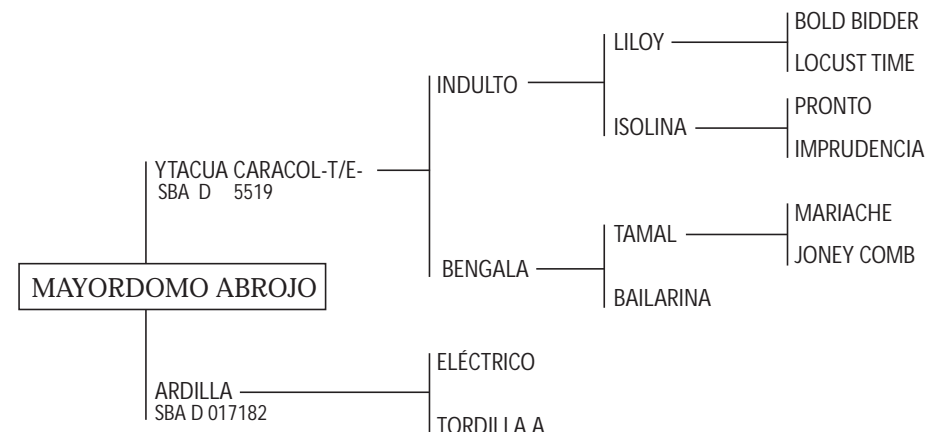 BOLD BIDDER
LILOY
LOCUST TIME
INDULTO
PRONTO
ISOLINA
IMPRUDENCIA
YTACUA CARACOL-T/E-
SBA D 5519
MARIACHE
TAMAL
JONEY COMB
BENGALA
BAILARINA
MAYORDOMO ABROJO
ELÉCTRICO
ARDILLA
SBA D 017182
TORDILLA A